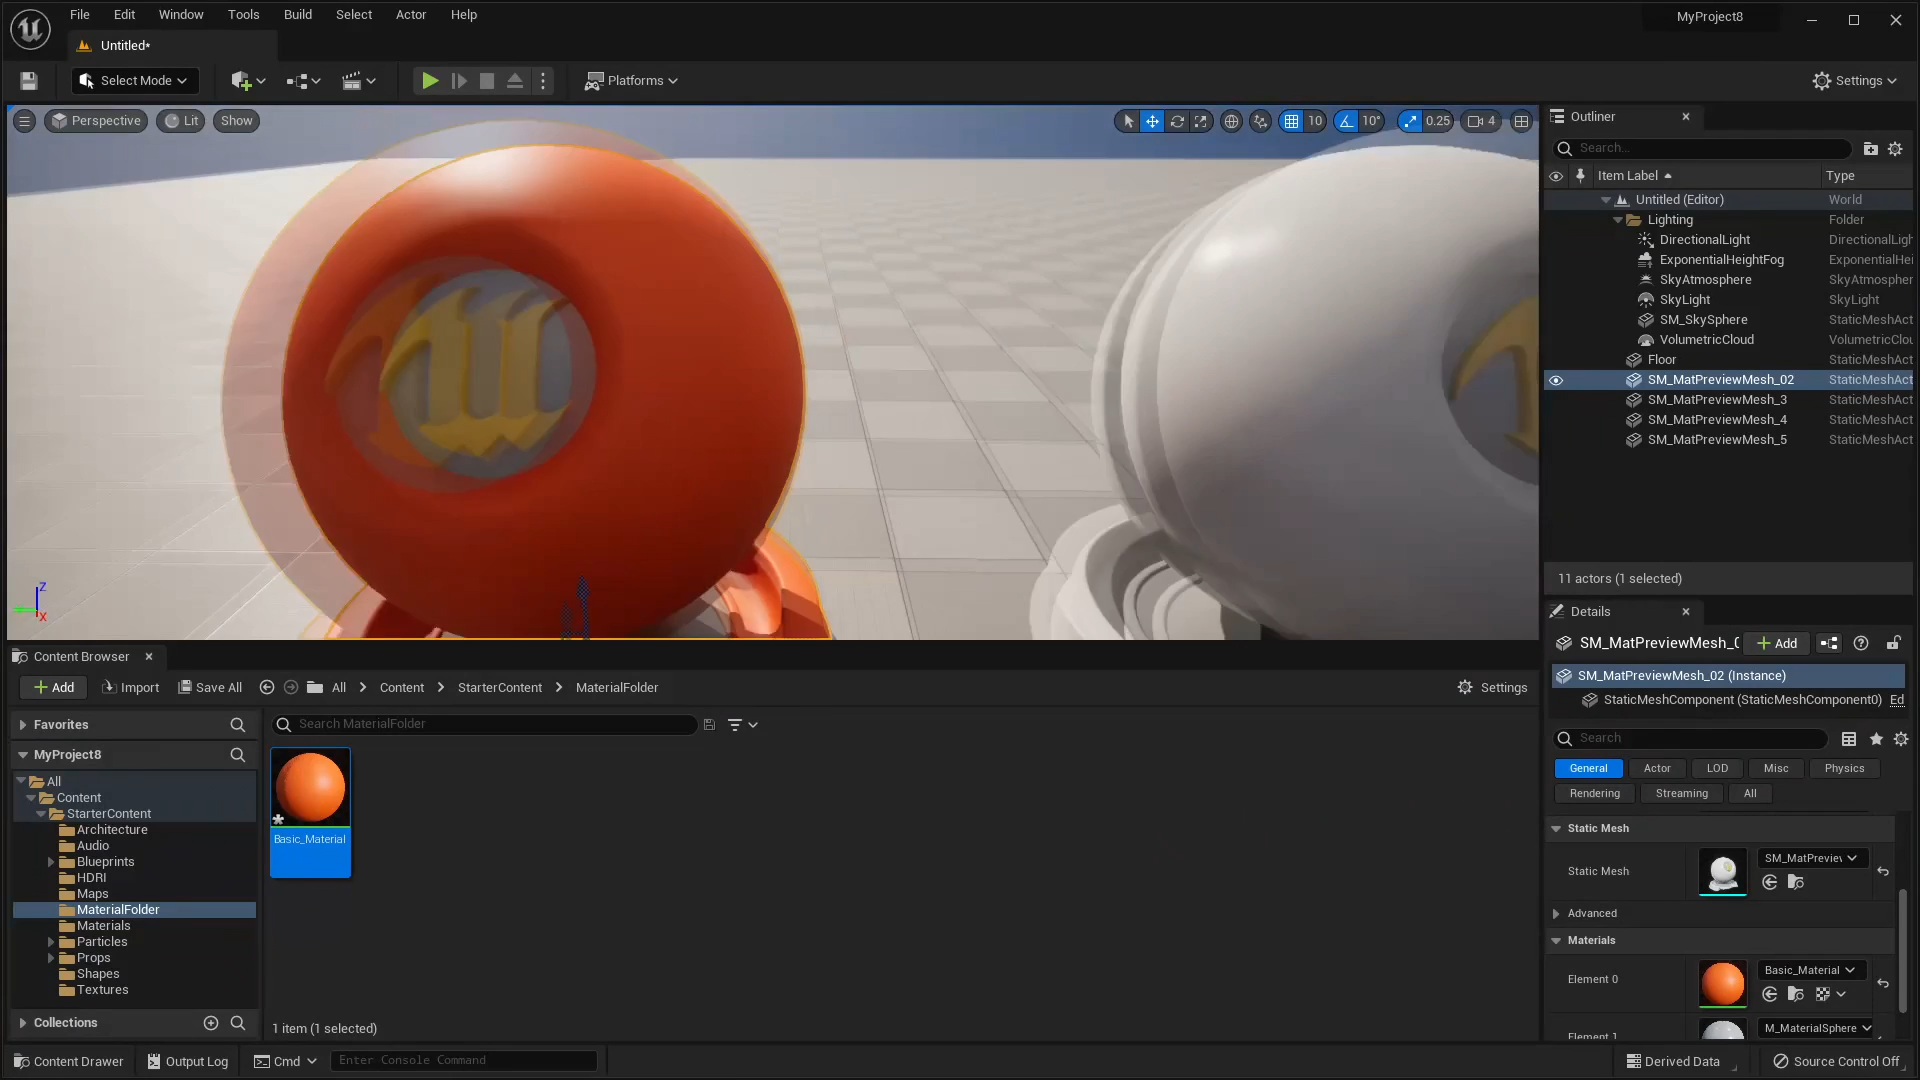 File Edit Window Tools Build Select Actor Help
MyProject8
Untitled*
Select Mode
Platforms
Settings
Perspective Lit Show
10 10° 0.25 4
Z
X
Outliner
Search...
Item Label Type
Untitled (Editor) World
Lighting Folder
DirectionalLight DirectionalLigh
ExponentialHeightFog ExponentialHei
SkyAtmosphere SkyAtmospher
SkyLight SkyLight
SM_SkySphere StaticMeshAct
VolumetricCloud VolumetricClou
Floor StaticMeshAct
SM_MatPreviewMesh_02 StaticMeshAct
SM_MatPreviewMesh_3 StaticMeshAct
SM_MatPreviewMesh_4 StaticMeshAct
SM_MatPreviewMesh_5 StaticMeshAct
11 actors (1 selected)
Details
SM_MatPreviewMesh_0 Add
SM_MatPreviewMesh_02 (Instance)
StaticMeshComponent (StaticMeshComponent0) Ed
Search
General Actor LOD Misc Physics
Rendering Streaming All
Static Mesh
Static Mesh SM_MatPreview
Advanced
Materials
Element 0 Basic_Material
Element 1 M_MaterialSphere
Content Browser
Add Import Save All All Content StarterContent MaterialFolder Settings
Favorites
Search MaterialFolder
MyProject8
All
Content
StarterContent
Architecture
Audio
Blueprints
HDRI
Maps
MaterialFolder
Materials
Particles
Props
Shapes
Textures
Collections
Basic_Material
1 item (1 selected)
Content Drawer Output Log Cmd Enter Console Command Derived Data Source Control Off